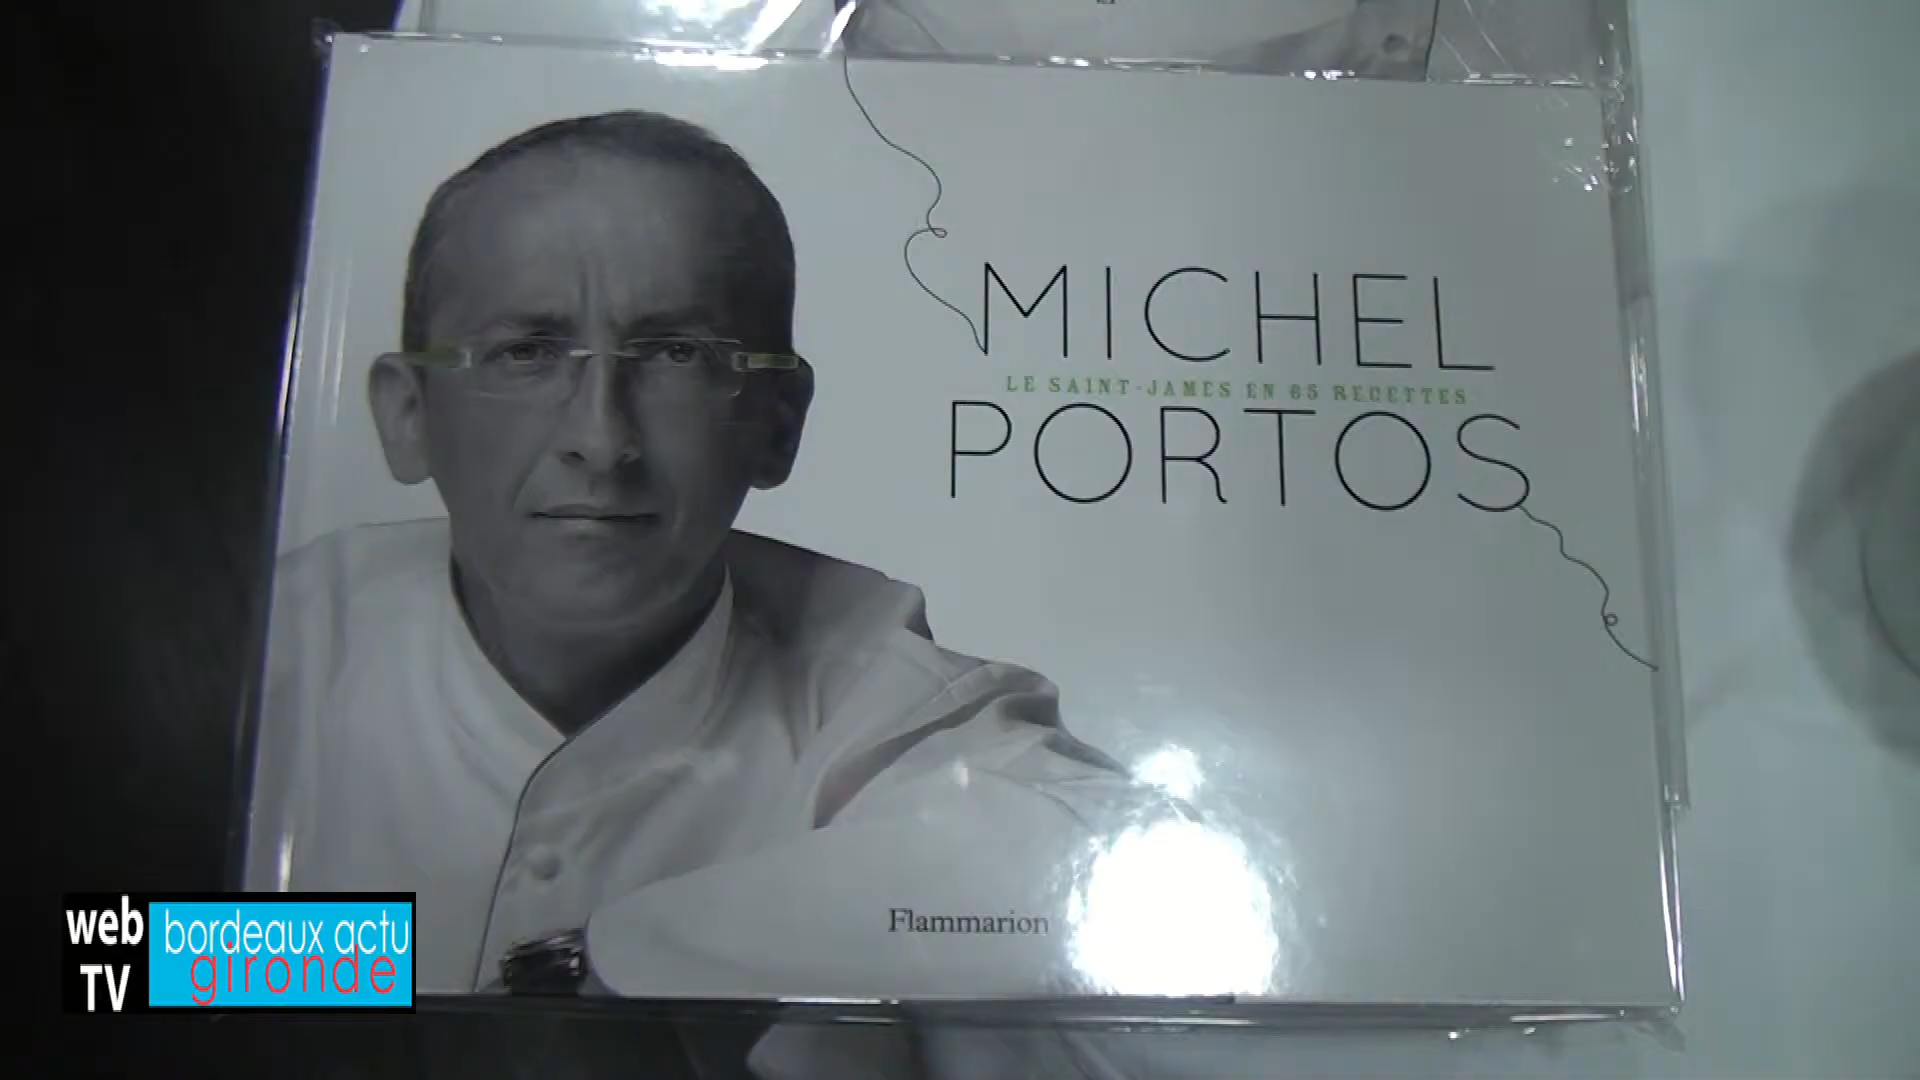 MICHEL
LE SAINT-JAMES EN 65 RECETTES
PORTOS
Flammarion
web
TV
bordeaux actu
gironde